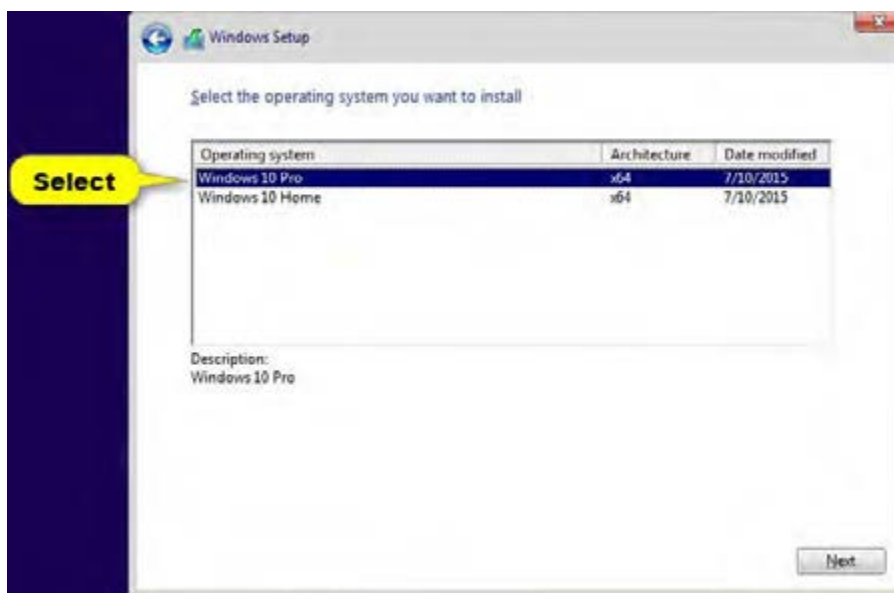 Windows Setup
Select the operating system you want to install
Operating system Architecture Date modified
Select
Windows 10 Pro x64 7/10/2015
Windows 10 Home x64 7/10/2015
Description:
Windows 10 Pro
Next